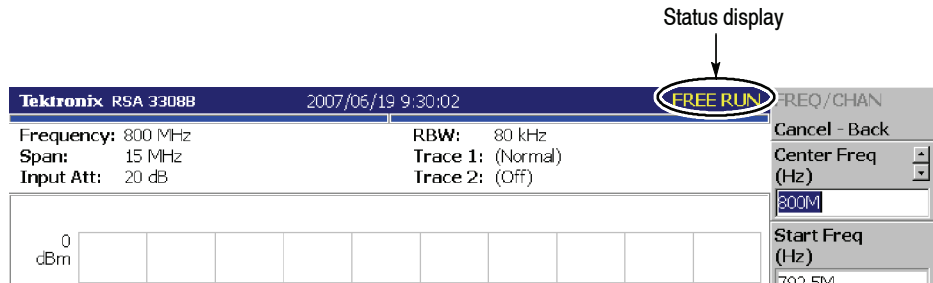 Status display
Tektronix RSA 3308B 2007/06/19 9:30:02 FREE RUN FREQ/CHAN
Cancel - Back
Frequency: 800 MHz RBW: 80 kHz
Span: 15 MHz Trace 1: (Normal)
Input Att: 20 dB Trace 2: (Off)
Center Freq
(Hz)
800M
0
dBm
Start Freq
(Hz)
792.5M